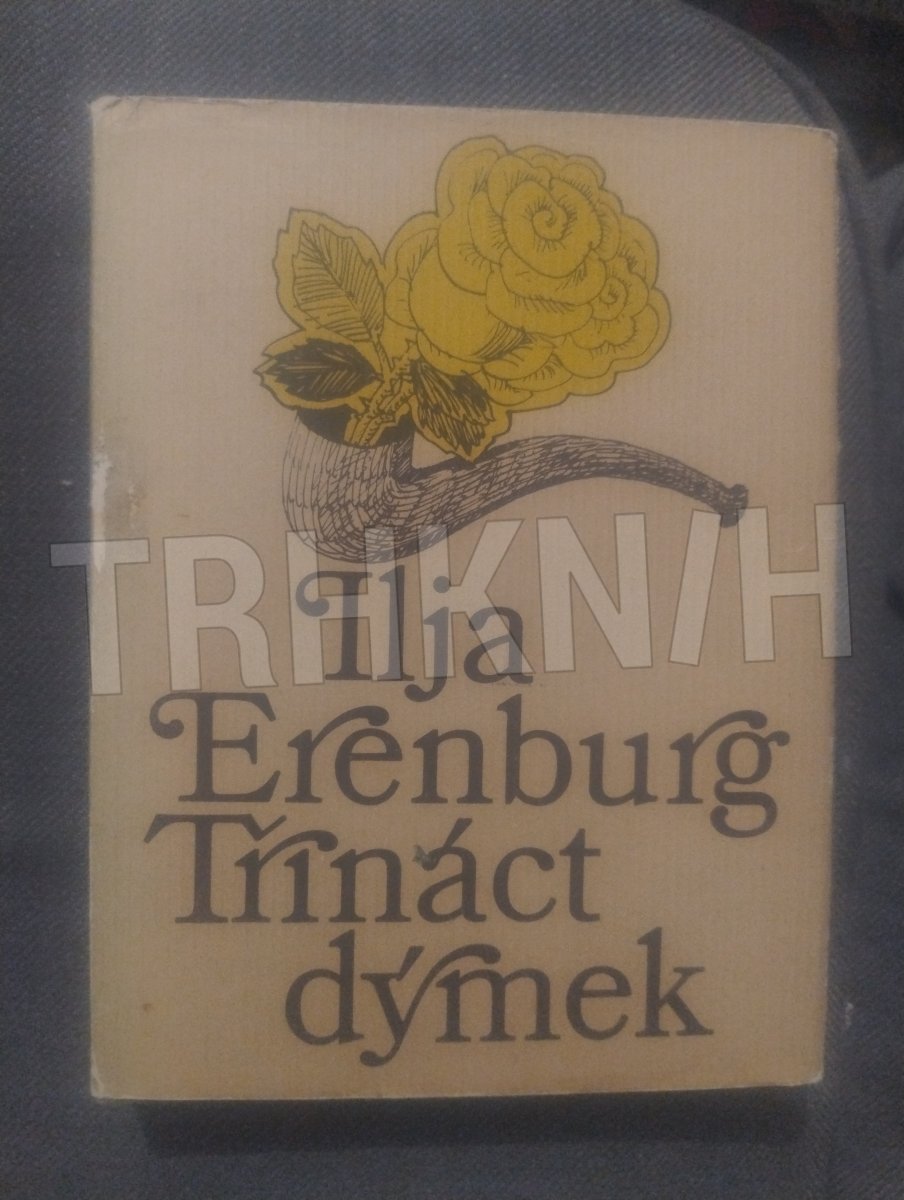 TRHKNIH
Ilja
Erenburg
Třináct
dýmek